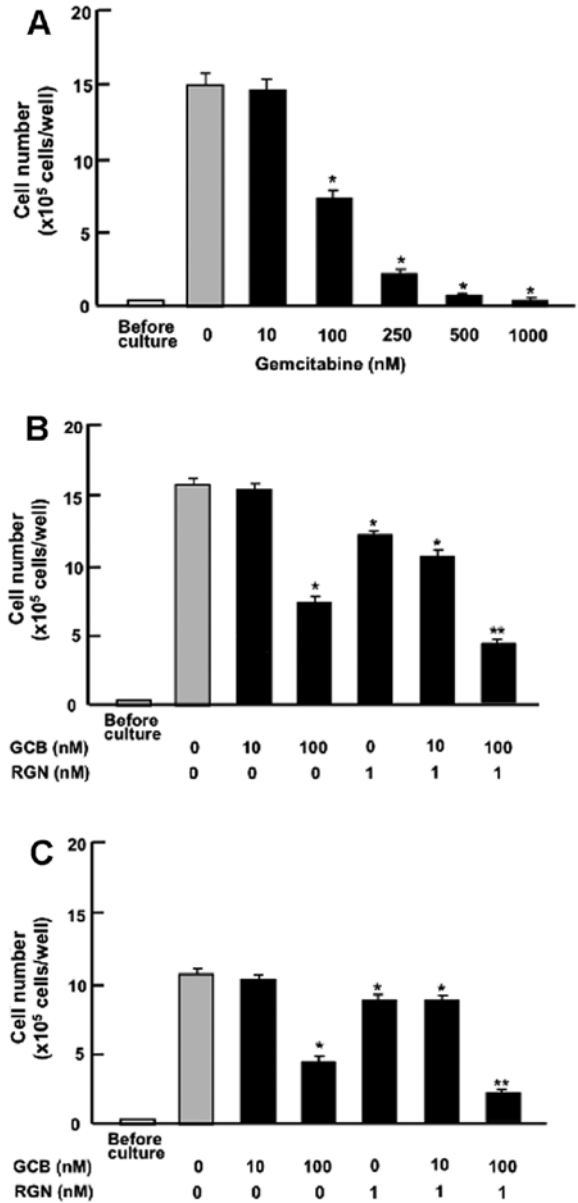 A
20
15
10
5
0
Cell number
(x10⁵ cells/well)
*
*
*
*
Before
culture
0 10 100 250 500 1000
Gemcitabine (nM)
B
20
15
10
5
0
Cell number
(x10⁵ cells/well)
*
*
*
**
Before
culture
GCB (nM) 0 10 100 0 10 100
RGN (nM) 0 0 0 1 1 1
C
20
15
10
5
0
Cell number
(x10⁵ cells/well)
*
*
*
**
Before
culture
GCB (nM) 0 10 100 0 10 100
RGN (nM) 0 0 0 1 1 1